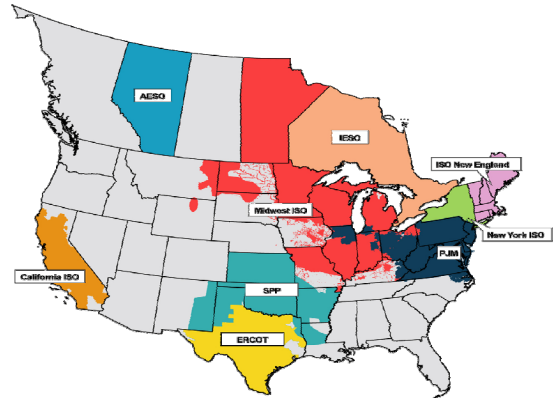 AESO
IESO
ISO New England
Midwest ISO
New York ISO
PJM
California ISO
SPP
ERCOT